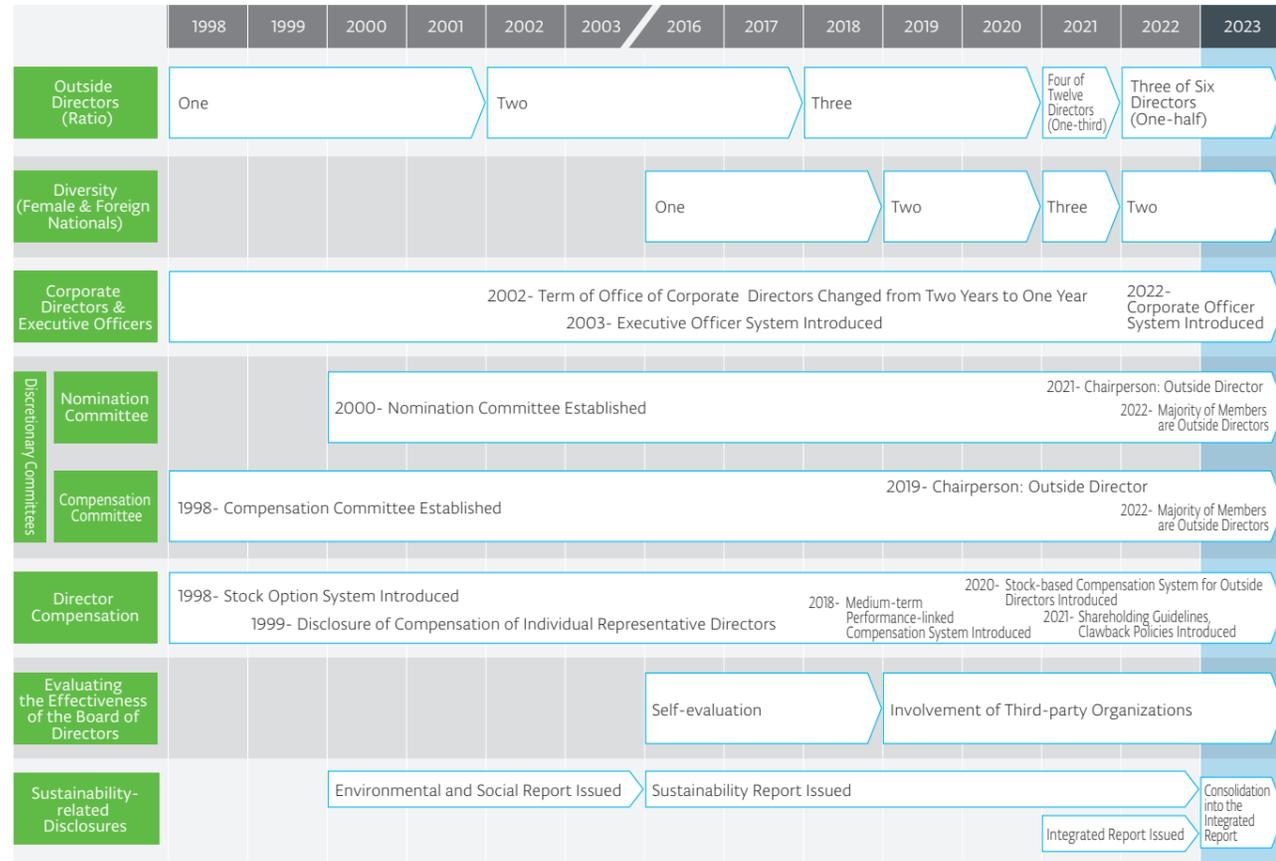 1998 1999 2000 2001 2002 2003 2016 2017 2018 2019 2020 2021 2022 2023
Outside
Directors
(Ratio)
One
Two
Three
Four of
Twelve
Directors
(One-third)
Three of Six
Directors
(One-half)
Diversity
(Female & Foreign
Nationals)
One
Two
Three
Two
Corporate
Directors &
Executive Officers
2002- Term of Office of Corporate Directors Changed from Two Years to One Year
2003- Executive Officer System Introduced
2022-
Corporate Officer
System Introduced
Discretionary Committees
Nomination
Committee
2000- Nomination Committee Established
2021- Chairperson: Outside Director
2022- Majority of Members
are Outside Directors
Compensation
Committee
1998- Compensation Committee Established
2019- Chairperson: Outside Director
2022- Majority of Members
are Outside Directors
Director
Compensation
1998- Stock Option System Introduced
1999- Disclosure of Compensation of Individual Representative Directors
2018- Medium-term
Performance-linked
Compensation System Introduced
2020- Stock-based Compensation System for Outside
Directors Introduced
2021- Shareholding Guidelines,
Clawback Policies Introduced
Evaluating
the Effectiveness
of the Board of
Directors
Self-evaluation
Involvement of Third-party Organizations
Sustainability-
related
Disclosures
Environmental and Social Report Issued
Sustainability Report Issued
Integrated Report Issued
Consolidation
into the
Integrated
Report